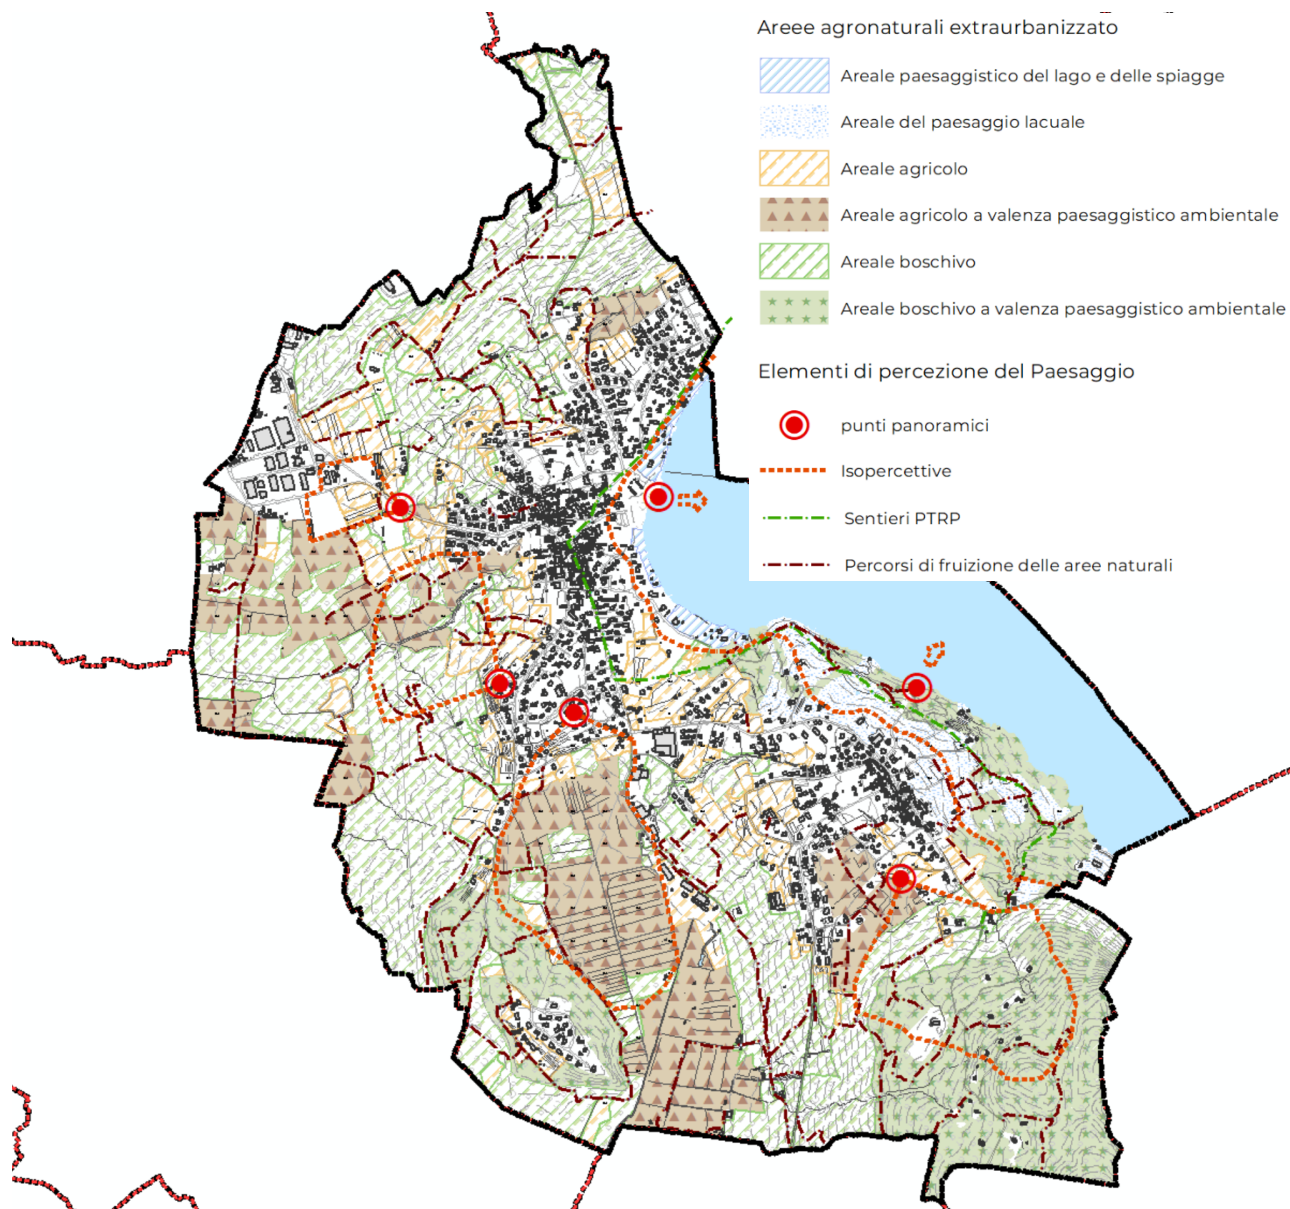 Areee agronaturali extraurbanizzato
Areale paesaggistico del lago e delle spiagge
Areale del paesaggio lacuale
Areale agricolo
Areale agricolo a valenza paesaggistico ambientale
Areale boschivo
Areale boschivo a valenza paesaggistico ambientale
Elementi di percezione del Paesaggio
punti panoramici
Isopercettive
Sentieri PTRP
Percorsi di fruizione delle aree naturali